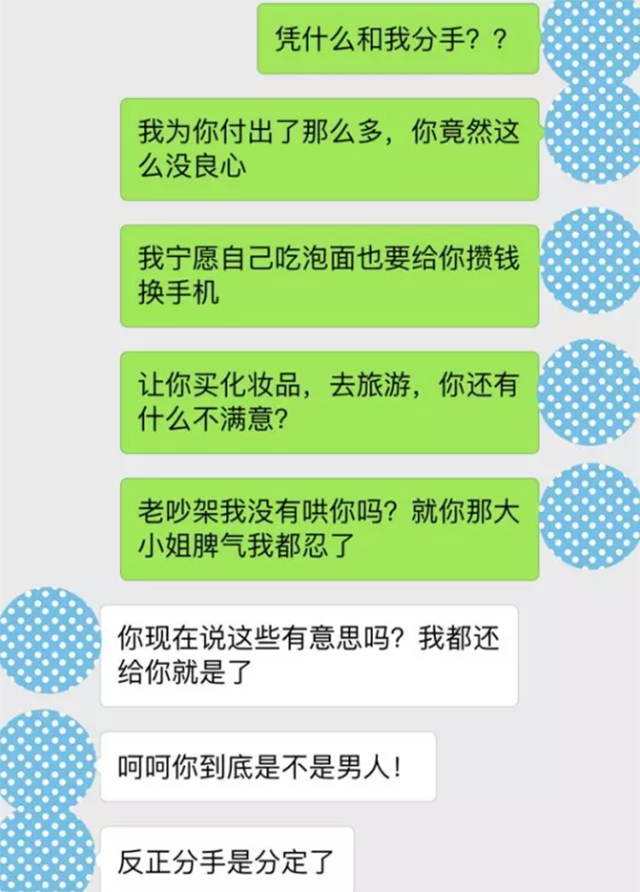 凭什么和我分手？？
我为你付出了那么多，你竟然这
么没良心
我宁愿自己吃泡面也要给你攒钱
换手机
让你买化妆品，去旅游，你还有
什么不满意？
老吵架我没有哄你吗？就你那大
小姐脾气我都忍了
你现在说这些有意思吗？我都还
给你就是了
呵呵你到底是不是男人！
反正分手是分定了